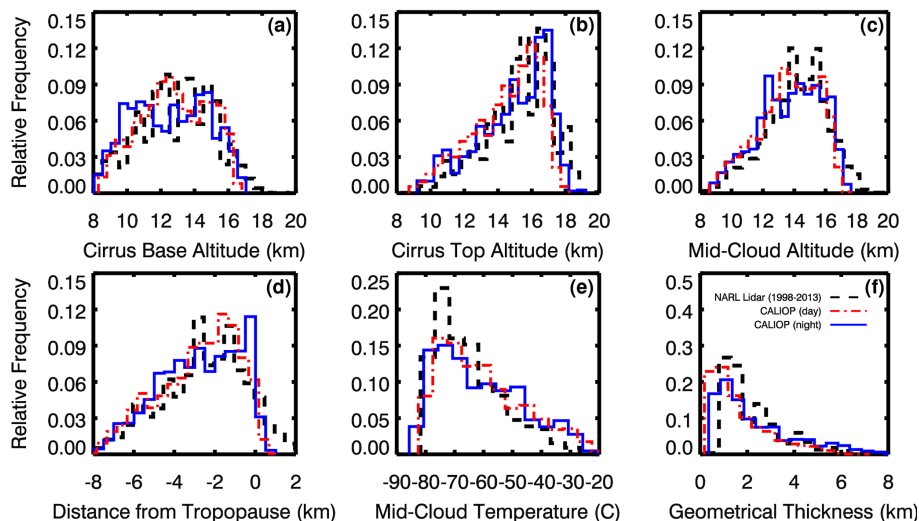 (a)
Relative Frequency
0.15
0.12
0.09
0.06
0.03
0.00
8 10 12 14 16 18 20
Cirrus Base Altitude (km)
(b)
0.15
0.12
0.09
0.06
0.03
0.00
8 10 12 14 16 18 20
Cirrus Top Altitude (km)
(c)
0.15
0.12
0.09
0.06
0.03
0.00
8 10 12 14 16 18 20
Mid-Cloud Altitude (km)
(d)
Relative Frequency
0.15
0.12
0.09
0.06
0.03
0.00
-8 -6 -4 -2 0 2
Distance from Tropopause (km)
(e)
0.25
0.20
0.15
0.10
0.05
0.00
-90-80-70-60-50-40-30-20
Mid-Cloud Temperature (C)
(f)
NARL Lidar (1998-2013)
CALIOP (day)
CALIOP (night)
0.5
0.4
0.3
0.2
0.1
0.0
0 2 4 6 8
Geometrical Thickness (km)